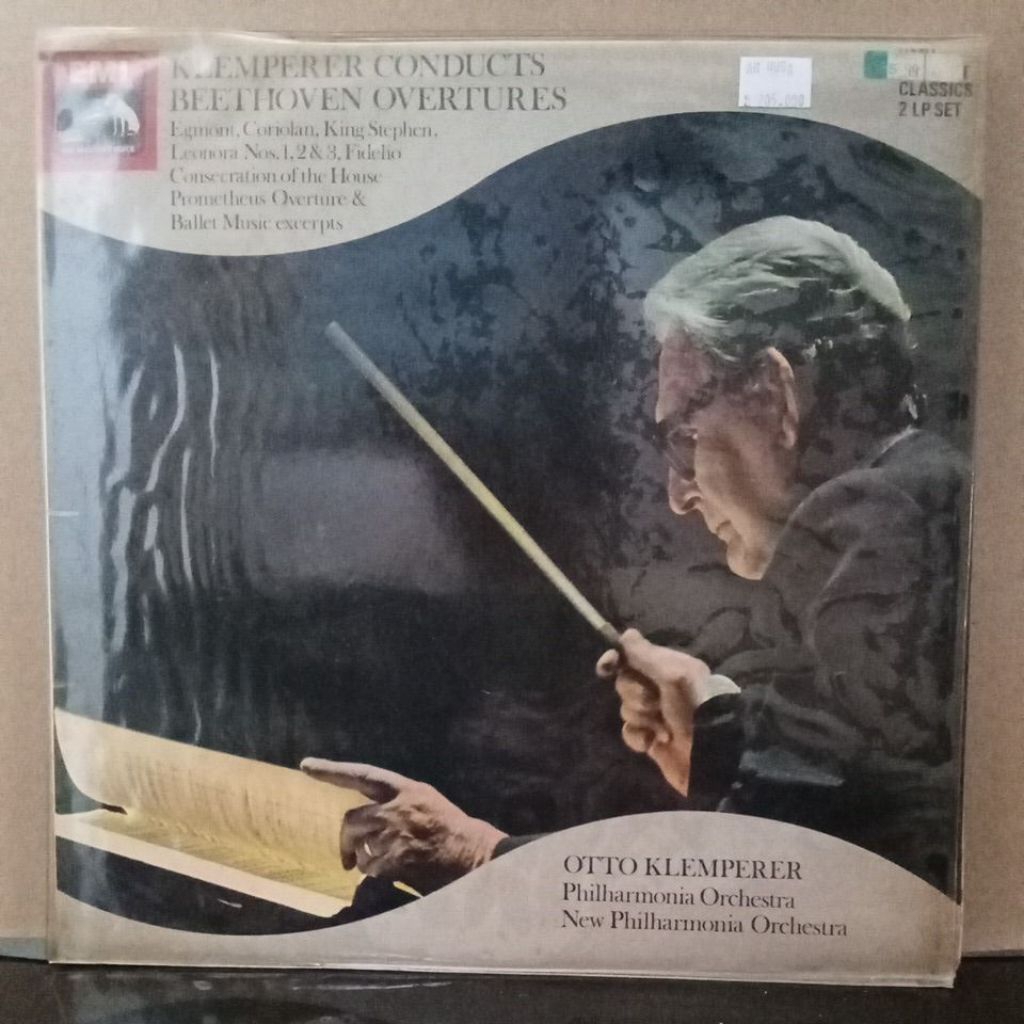 EMI
KLEMPERER CONDUCTS
BEETHOVEN OVERTURES
Egmont, Coriolan, King Stephen,
Leonora Nos. 1, 2 & 3, Fidelio
Consecration of the House
Prometheus Overture &
Ballet Music excerpts
CLASSICS
2 LP SET
OTTO KLEMPERER
Philharmonia Orchestra
New Philharmonia Orchestra